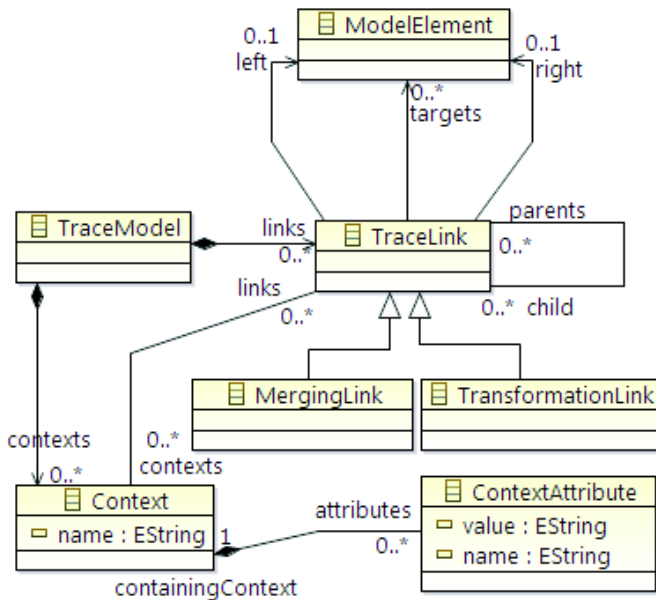 ModelElement
0..1
left
0..1
right
0..*
targets
TraceModel
links
0..*
TraceLink
parents
0..*
links
0..*
0..* child
MergingLink
TransformationLink
contexts
0..*
0..*
contexts
Context
name : EString
1
attributes
0..*
ContextAttribute
value : EString
name : EString
containingContext